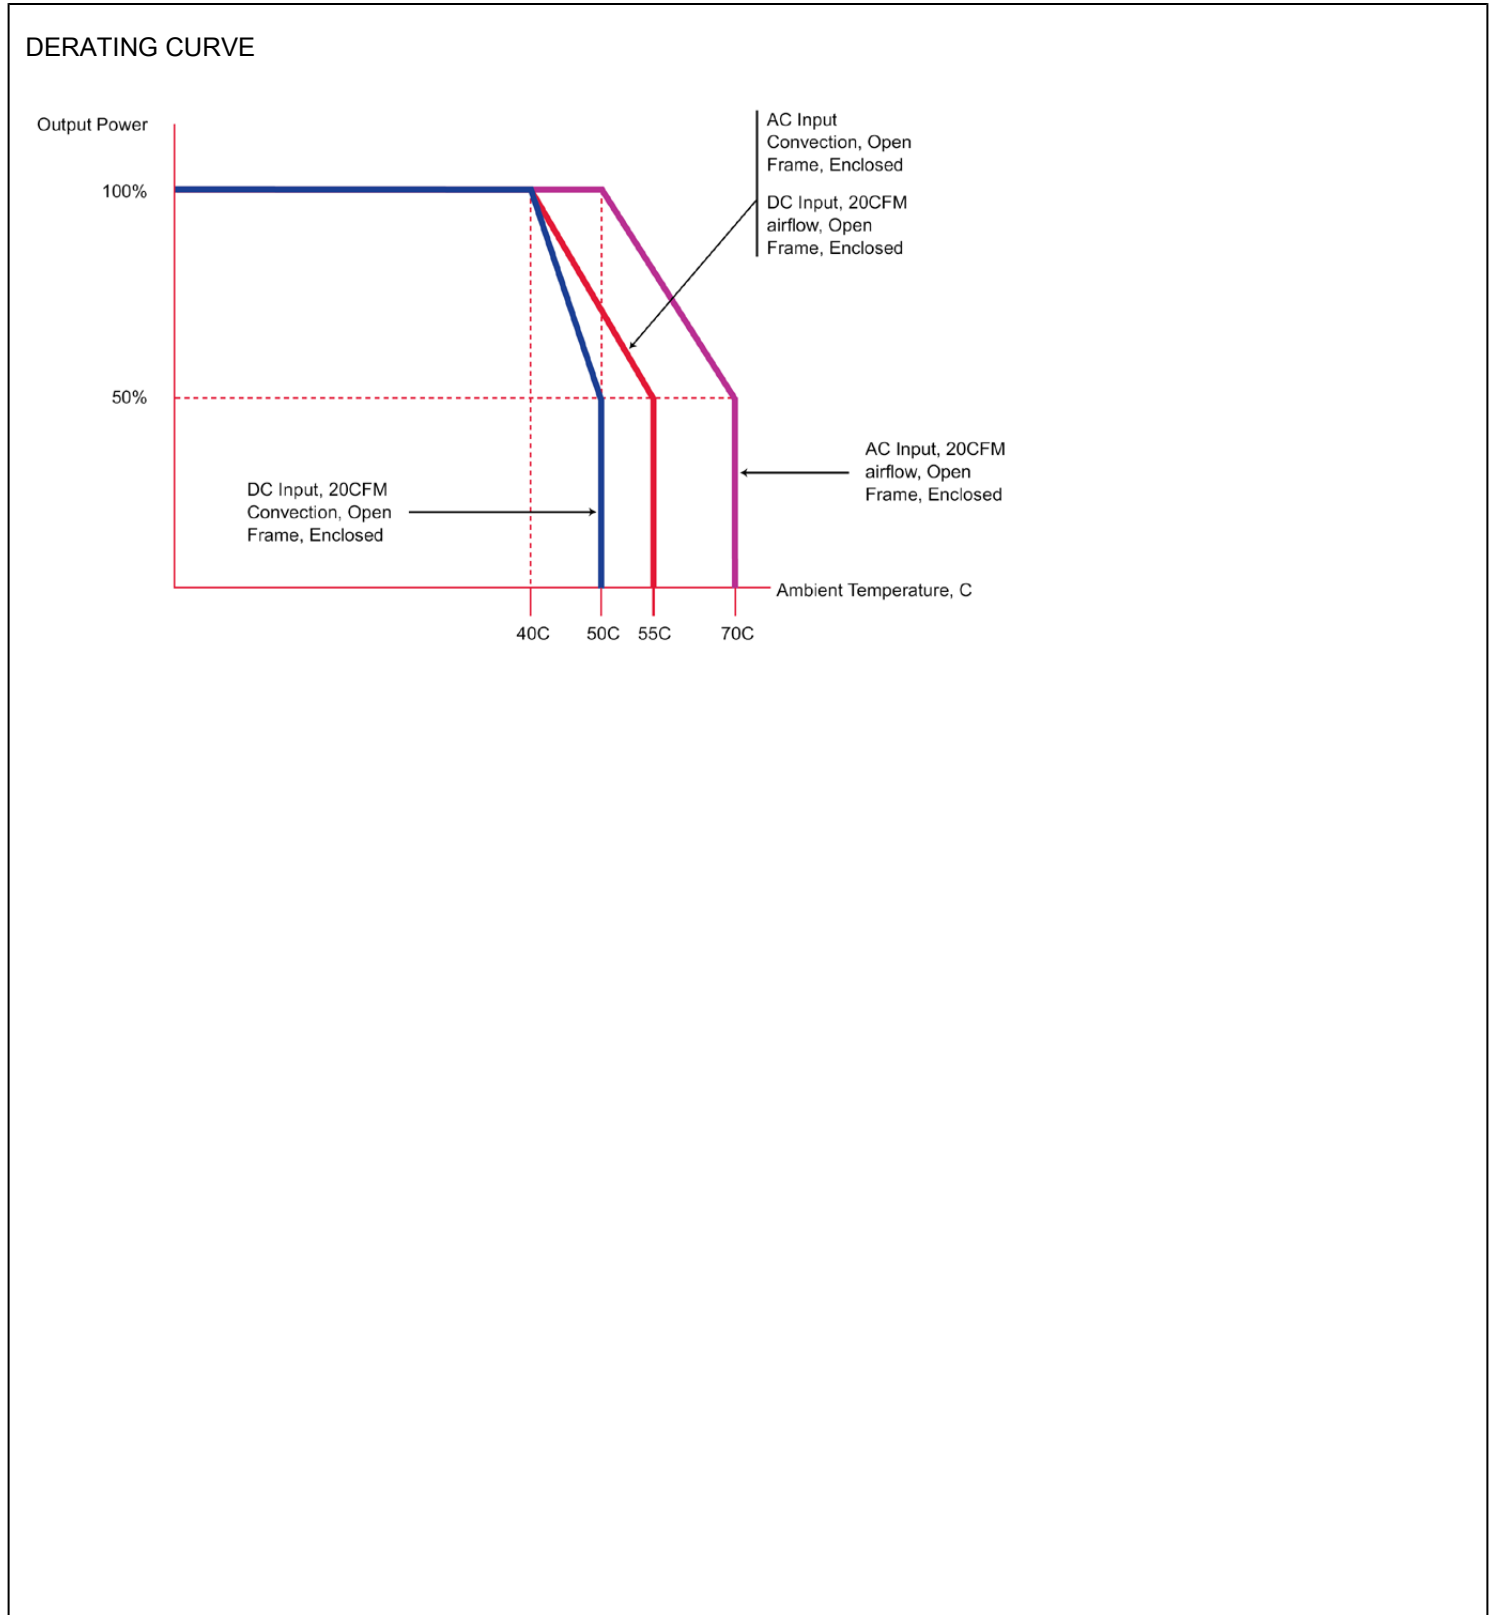 DERATING CURVE
Output Power
100%
50%
AC Input
Convection, Open
Frame, Enclosed
DC Input, 20CFM
airflow, Open
Frame, Enclosed
AC Input, 20CFM
airflow, Open
Frame, Enclosed
DC Input, 20CFM
Convection, Open
Frame, Enclosed
Ambient Temperature, C
40C 50C 55C 70C